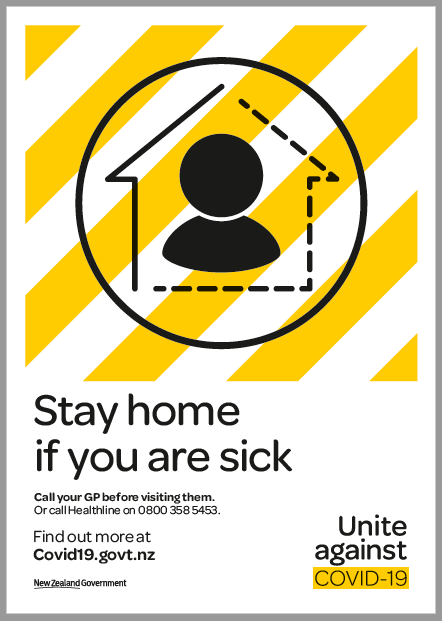 Stay home
if you are sick
Call your GP before visiting them.
Or call Healthline on 0800 358 5453.
Find out more at
Covid19.govt.nz
New Zealand Government
Unite
against
COVID-19